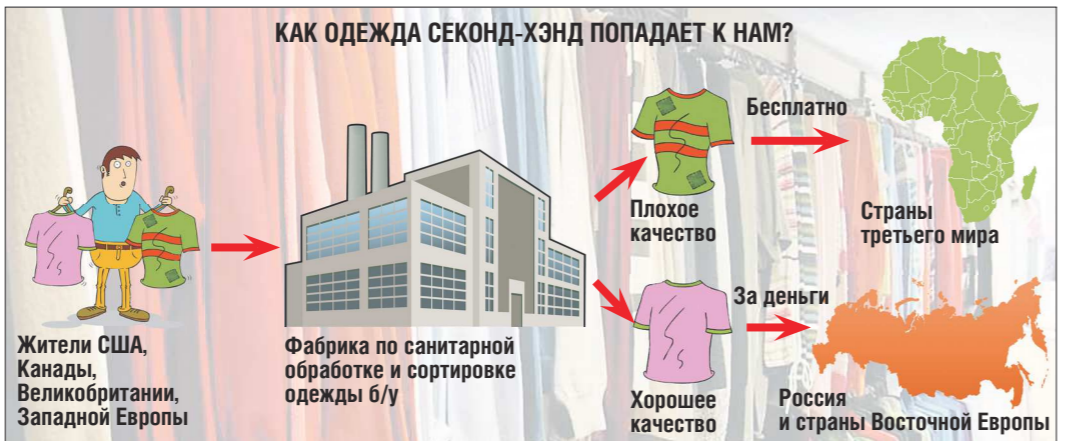 КАК ОДЕЖДА СЕКОНД-ХЭНД ПОПАДАЕТ К НАМ?
Жители США,
Канады,
Великобритании,
Западной Европы
Фабрика по санитарной
обработке и сортировке
одежды б/у
Плохое
качество
Бесплатно
Страны
третьего мира
Хорошее
качество
За деньги
Россия
и страны Восточной Европы